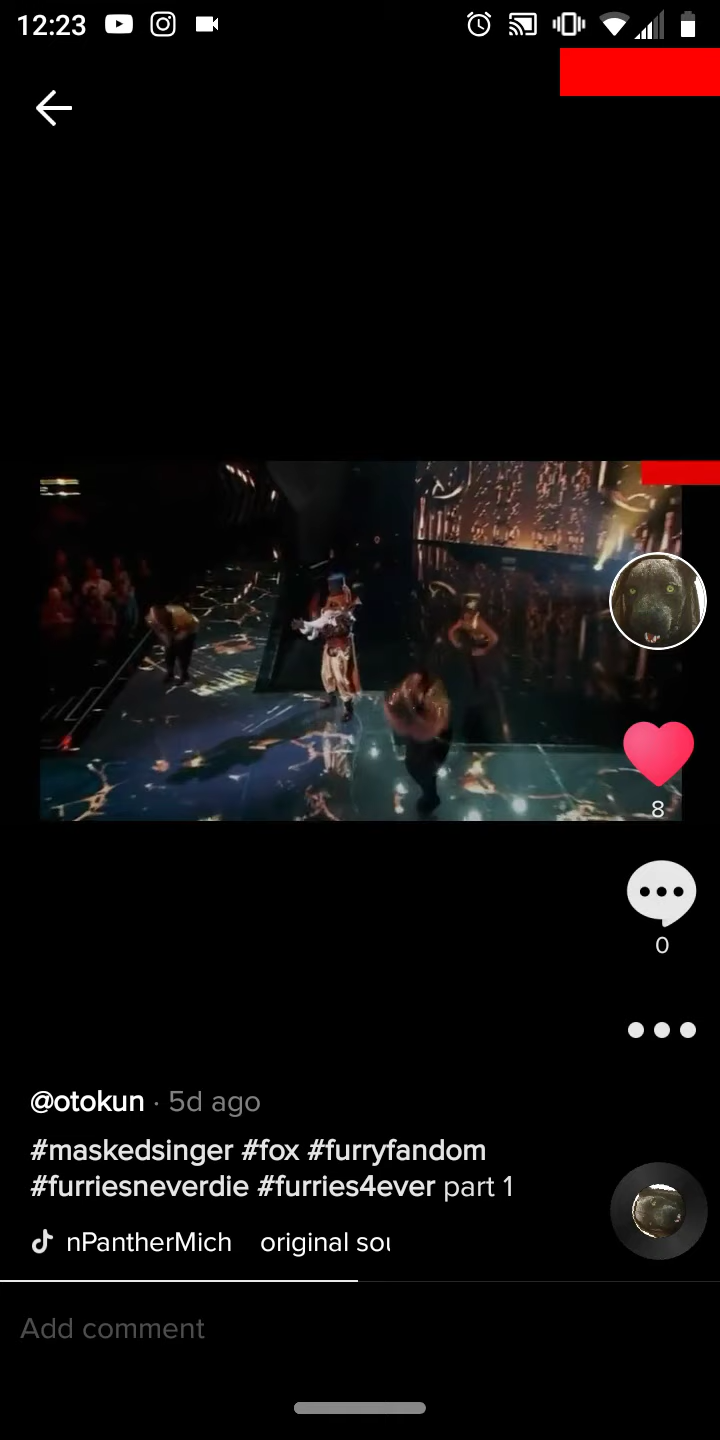 12:23
8
0
@otokun · 5d ago
#maskedsinger #fox #furryfandom
#furriesneverdie #furries4ever part 1
nPantherMich original sou
Add comment